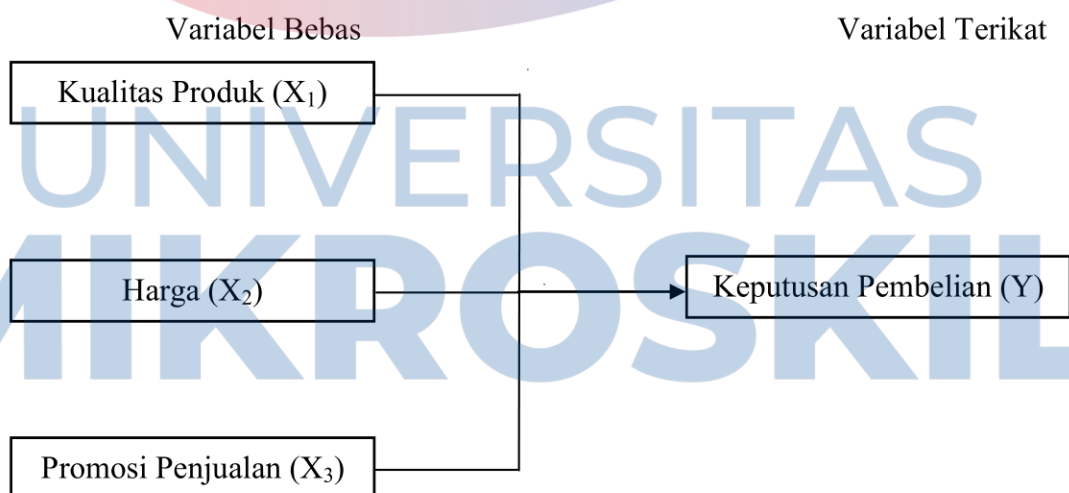 Variabel Bebas
Variabel Terikat
Kualitas Produk (X₁)
UNIVERSITAS
MIKROSKIL
Harga (X₂)
Keputusan Pembelian (Y)
Promosi Penjualan (X₃)